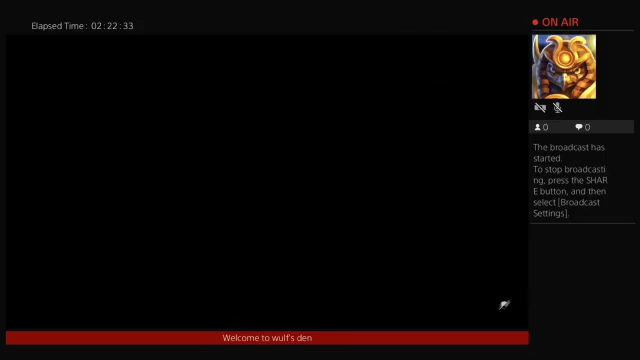 Elapsed Time : 02:22:33
ON AIR
0
0
The broadcast has
started.
To stop broadcasti
ng, press the SHAR
E button, and then
select [Broadcast
Settings].
Welcome to wulf's den